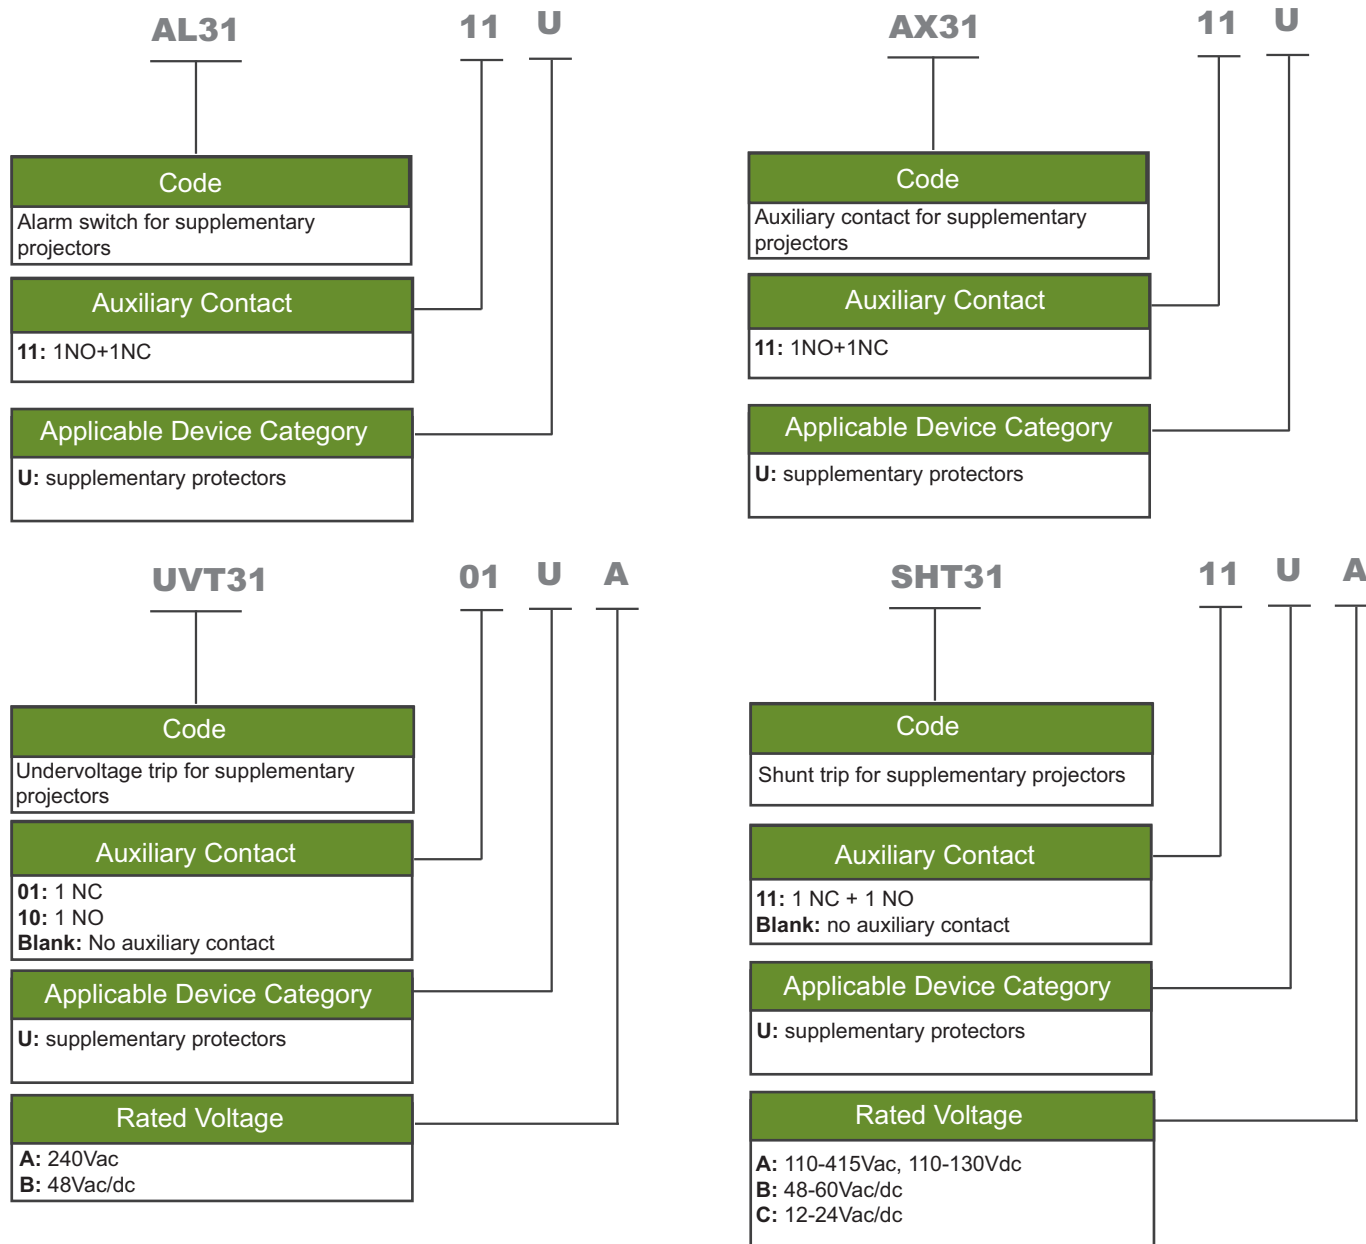 AL31 11 U
Code
Alarm switch for supplementary
projectors
Auxiliary Contact
11: 1NO+1NC
Applicable Device Category
U: supplementary protectors
AX31 11 U
Code
Auxiliary contact for supplementary
projectors
Auxiliary Contact
11: 1NO+1NC
Applicable Device Category
U: supplementary protectors
UVT31 01 U A
Code
Undervoltage trip for supplementary
projectors
Auxiliary Contact
01: 1 NC
10: 1 NO
Blank: No auxiliary contact
Applicable Device Category
U: supplementary protectors
Rated Voltage
A: 240Vac
B: 48Vac/dc
SHT31 11 U A
Code
Shunt trip for supplementary projectors
Auxiliary Contact
11: 1 NC + 1 NO
Blank: no auxiliary contact
Applicable Device Category
U: supplementary protectors
Rated Voltage
A: 110-415Vac, 110-130Vdc
B: 48-60Vac/dc
C: 12-24Vac/dc